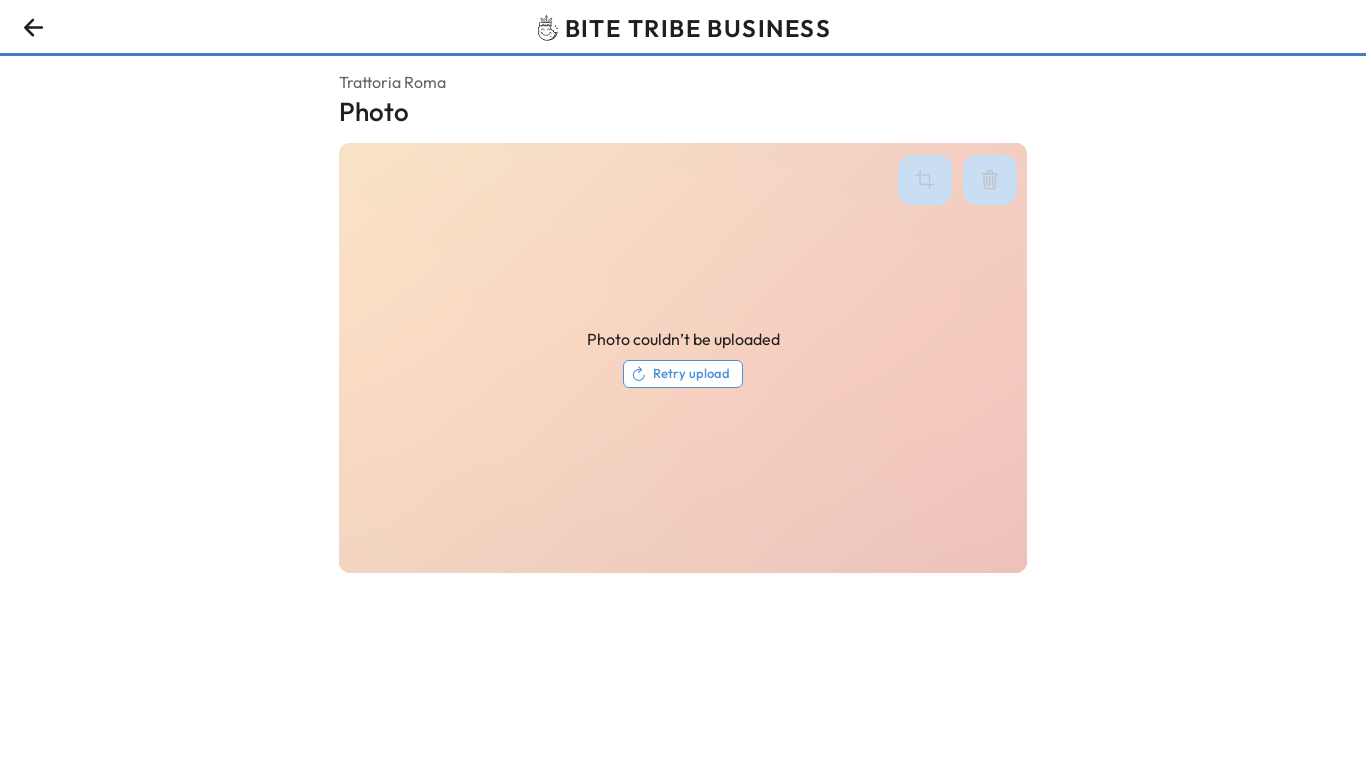 BITE TRIBE BUSINESS
Trattoria Roma
Photo
Photo couldn’t be uploaded
Retry upload